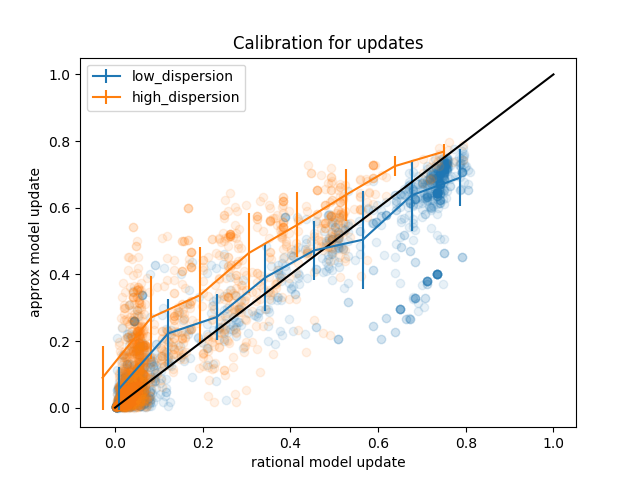 Calibration for updates
low_dispersion
high_dispersion
approx model update
1.0
0.8
0.6
0.4
0.2
0.0
0.0 0.2 0.4 0.6 0.8 1.0
rational model update